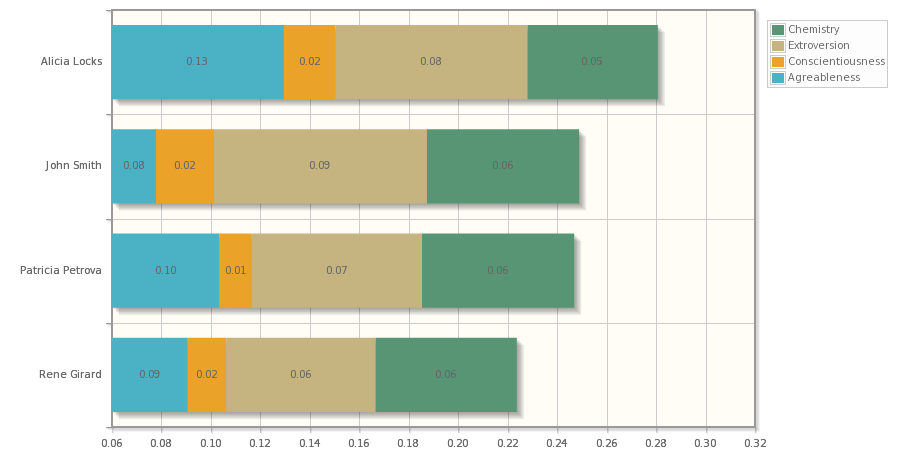 Alicia Locks 0.13 0.02 0.08 0.05
John Smith 0.08 0.02 0.09 0.06
Patricia Petrova 0.10 0.01 0.07 0.06
Rene Girard 0.09 0.02 0.06 0.06
0.06 0.08 0.10 0.12 0.14 0.16 0.18 0.20 0.22 0.24 0.26 0.28 0.30 0.32
Chemistry
Extroversion
Conscientiousness
Agreableness